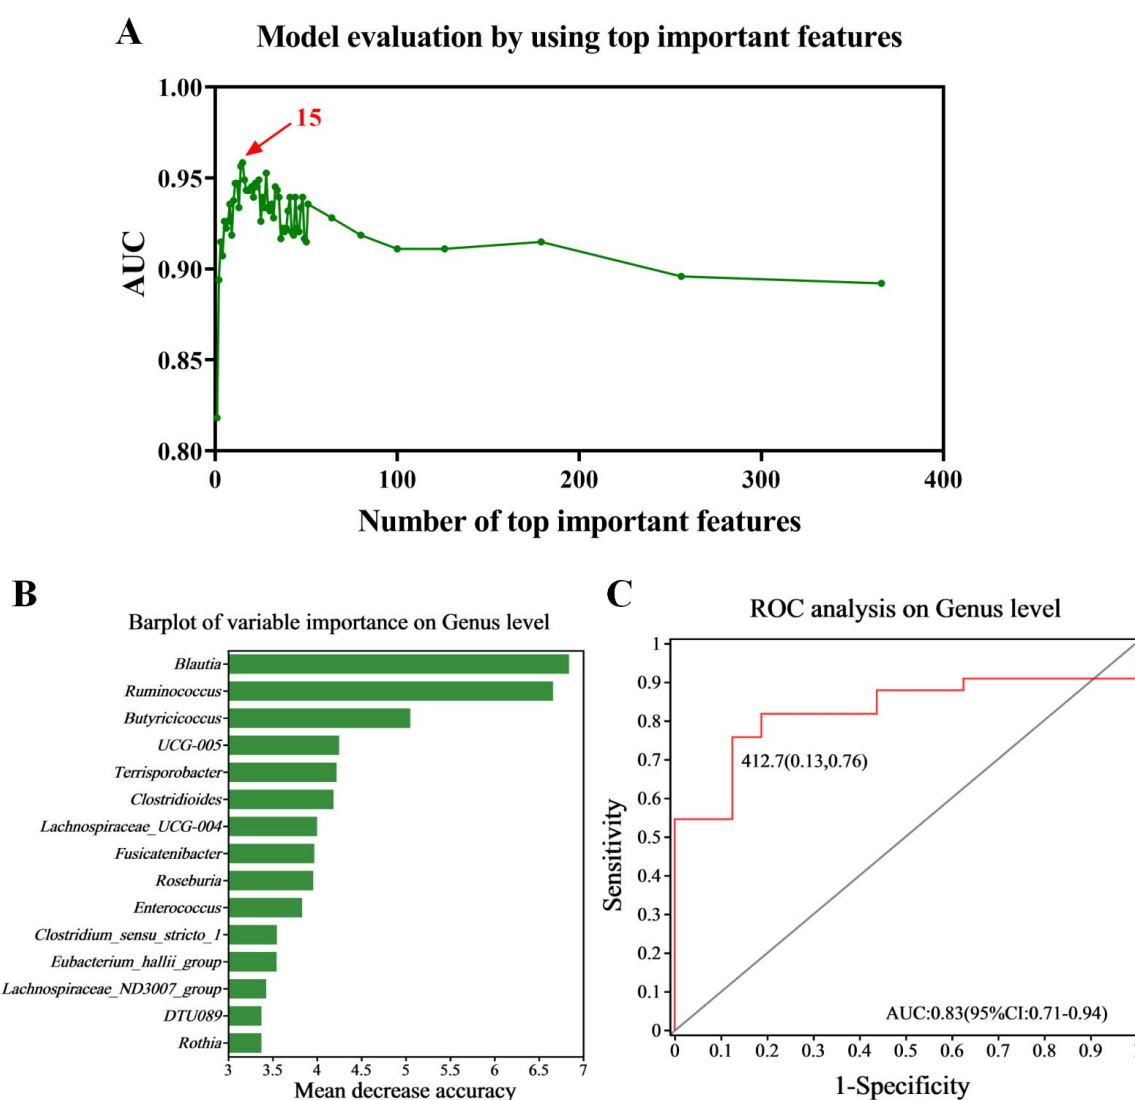 A
Model evaluation by using top important features
1.00
0.95
0.90
0.85
0.80
AUC
15
0
100
200
300
400
Number of top important features
B
Barplot of variable importance on Genus level
Blautia
Ruminococcus
Butyricicoccus
UCG-005
Terrisporobacter
Clostridioides
Lachnospiraceae_UCG-004
Fusicatenibacter
Roseburia
Enterococcus
Clostridium_sensu_stricto_1
Eubacterium_hallii_group
Lachnospiraceae_ND3007_group
DTU089
Rothia
3 3.5 4 4.5 5 5.5 6 6.5 7
Mean decrease accuracy
C
ROC analysis on Genus level
1
0.9
0.8
0.7
0.6
0.5
0.4
0.3
0.2
0.1
0
Sensitivity
412.7(0.13,0.76)
AUC:0.83(95%CI:0.71-0.94)
0 0.1 0.2 0.3 0.4 0.5 0.6 0.7 0.8 0.9
1-Specificity